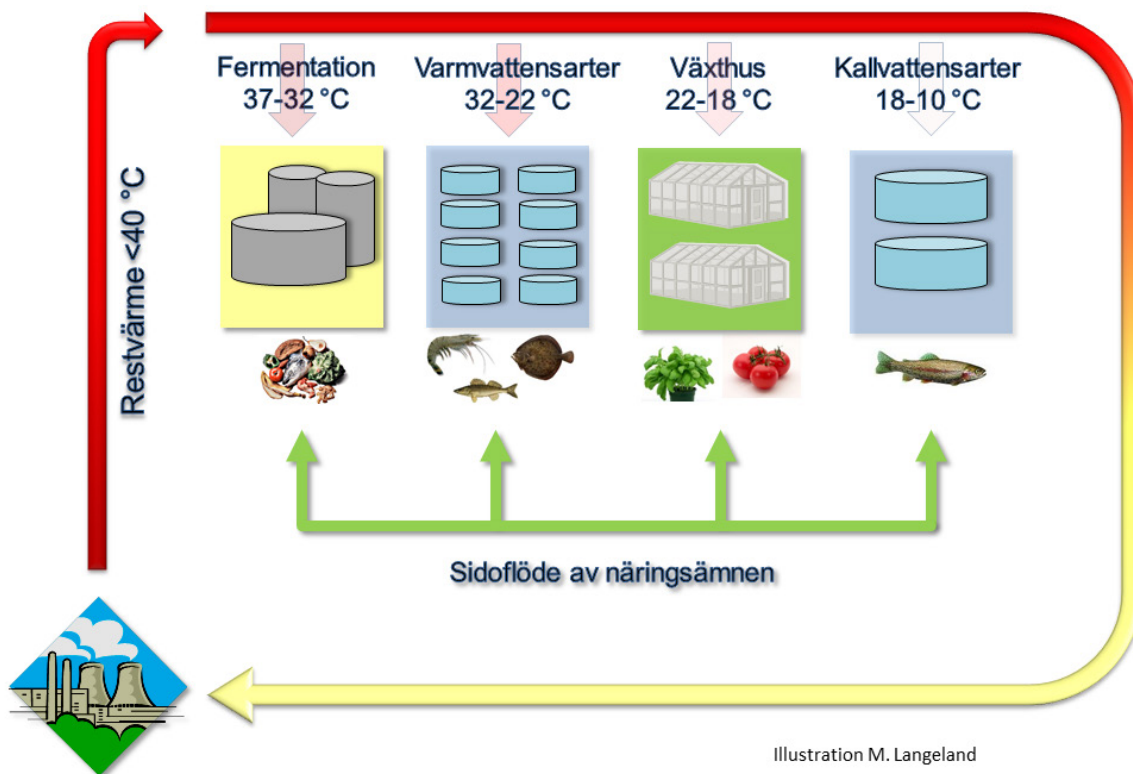 Fermentation
37-32 °C
Varmvattensarter
32-22 °C
Växthus
22-18 °C
Kallvattensarter
18-10 °C
Restvärme <40 °C
Sidoflöde av näringsämnen
Illustration M. Langeland